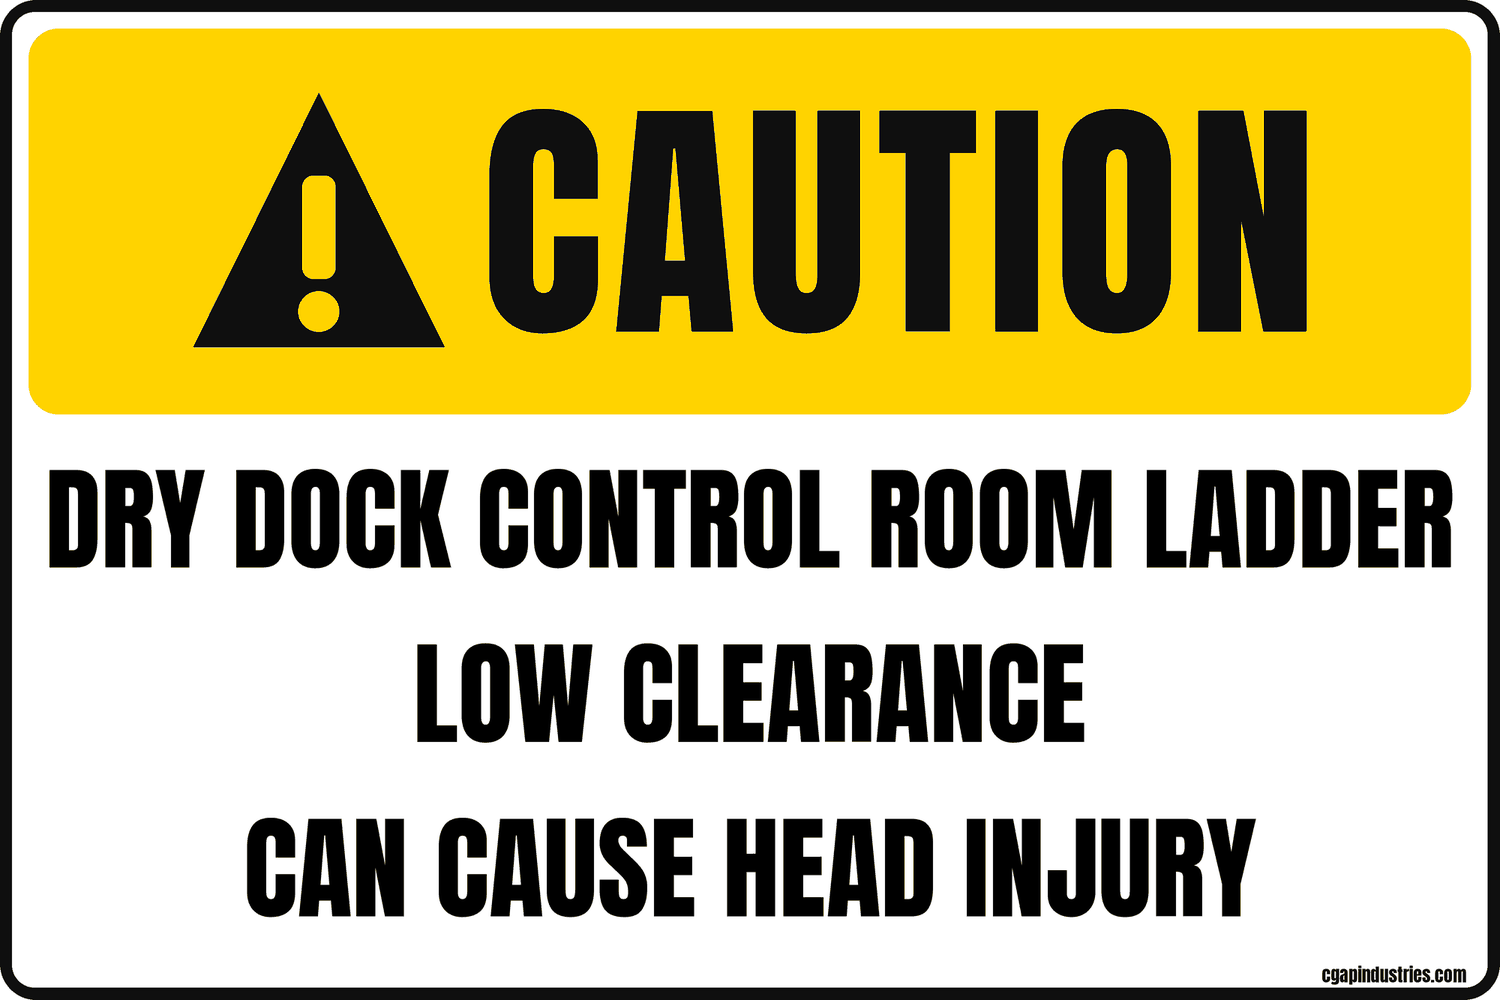 CAUTION
DRY DOCK CONTROL ROOM LADDER
LOW CLEARANCE
CAN CAUSE HEAD INJURY
cgapindustries.com